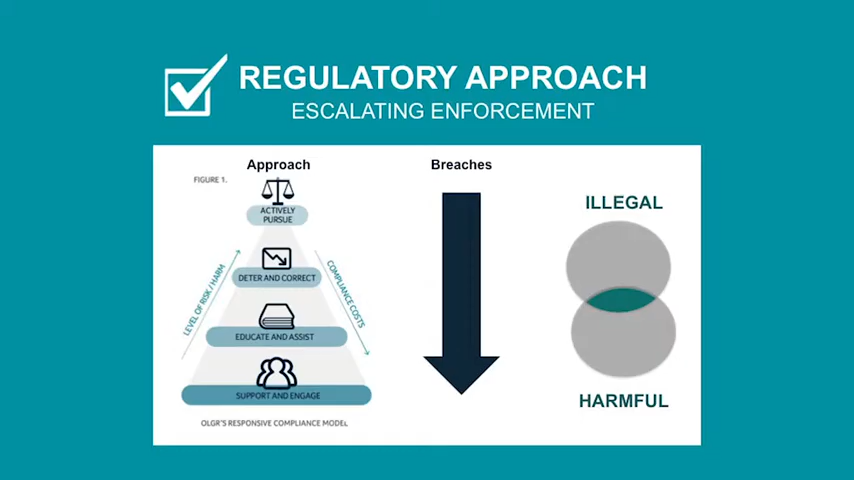 REGULATORY APPROACH
ESCALATING ENFORCEMENT
Approach
Breaches
FIGURE 1.
ACTIVELY
PURSUE
ILLEGAL
DETER AND CORRECT
LEVEL OF RISK / HARM
COMPLIANCE COSTS
EDUCATE AND ASSIST
SUPPORT AND ENGAGE
HARMFUL
OLGR'S RESPONSIVE COMPLIANCE MODEL